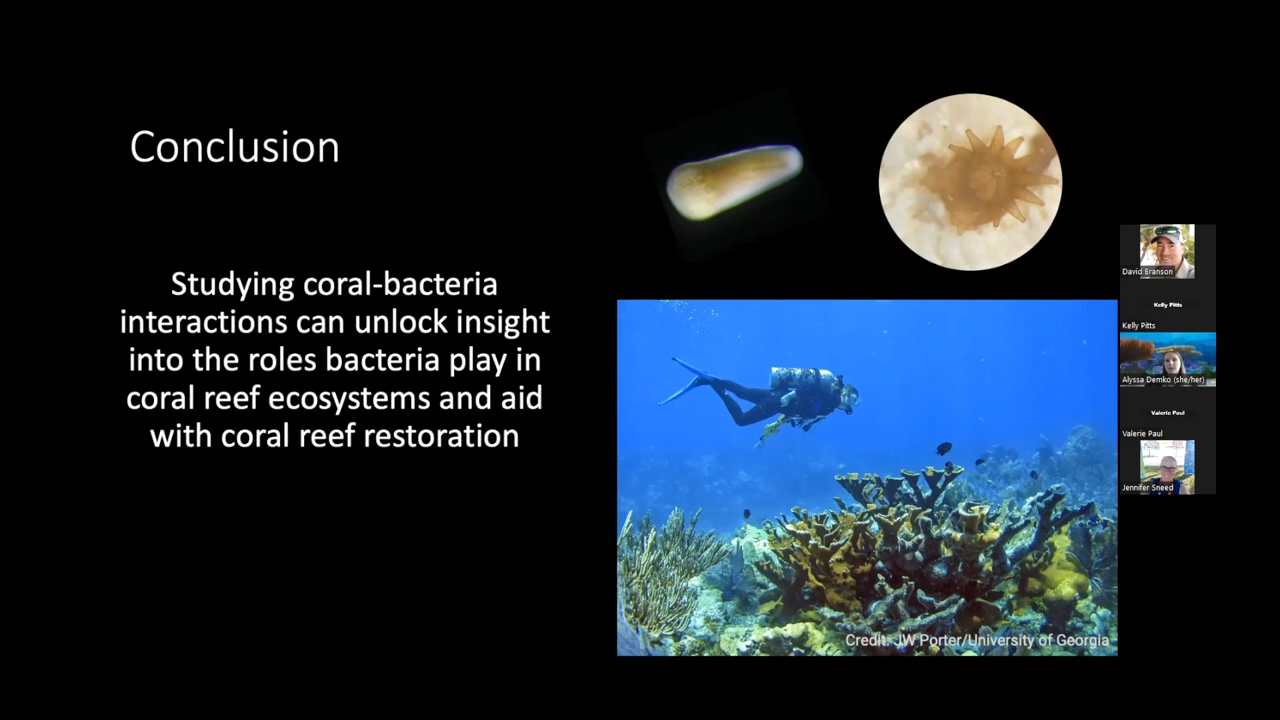 Conclusion
Studying coral-bacteria
interactions can unlock insight
into the roles bacteria play in
coral reef ecosystems and aid
with coral reef restoration
Credit: JW Porter/University of Georgia
David Branson
Kelly Pitts
Kelly Pitts
Alyssa Demko (she/her)
Valerie Paul
Valerie Paul
Jennifer Sneed